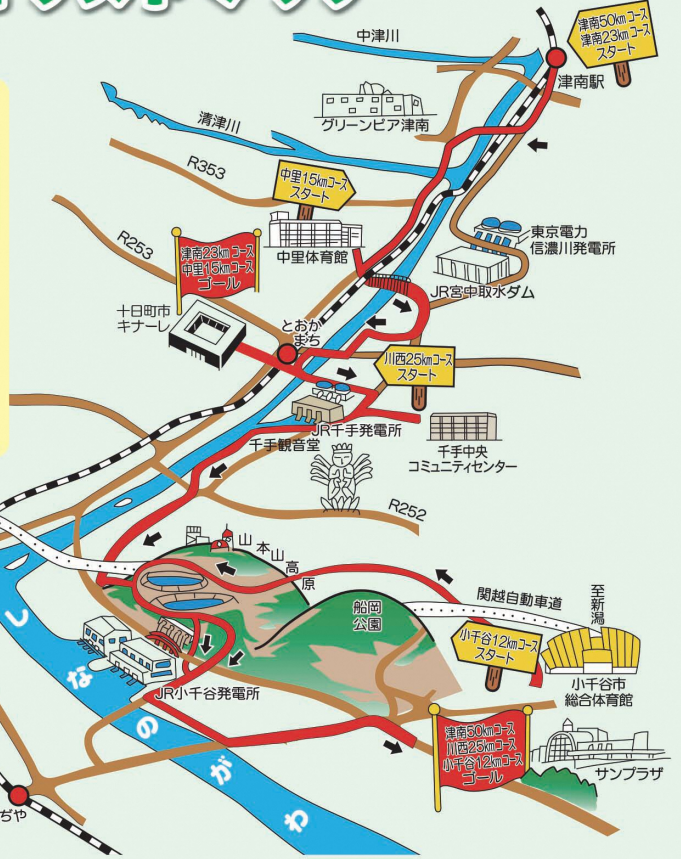 中津川
津南50kmコース
津南23kmコース
スタート
津南駅
グリーンピア津南
清津川
R353
中里15kmコース
スタート
中里体育館
東京電力
信濃川発電所
JR宮中取水ダム
R253
津南23kmコース
中里15kmコース
ゴール
十日町市
キナーレ
とおか
まち
川西25kmコース
スタート
JR千手発電所
千手観音堂
千手中央
コミュニティセンター
R252
山本山高原
船岡
公園
関越自動車道
至新潟
小千谷12kmコース
スタート
小千谷市
総合体育館
JR小千谷発電所
しなのがわ
津南50kmコース
川西25kmコース
小千谷12kmコース
ゴール
サンプラザ
ぢや